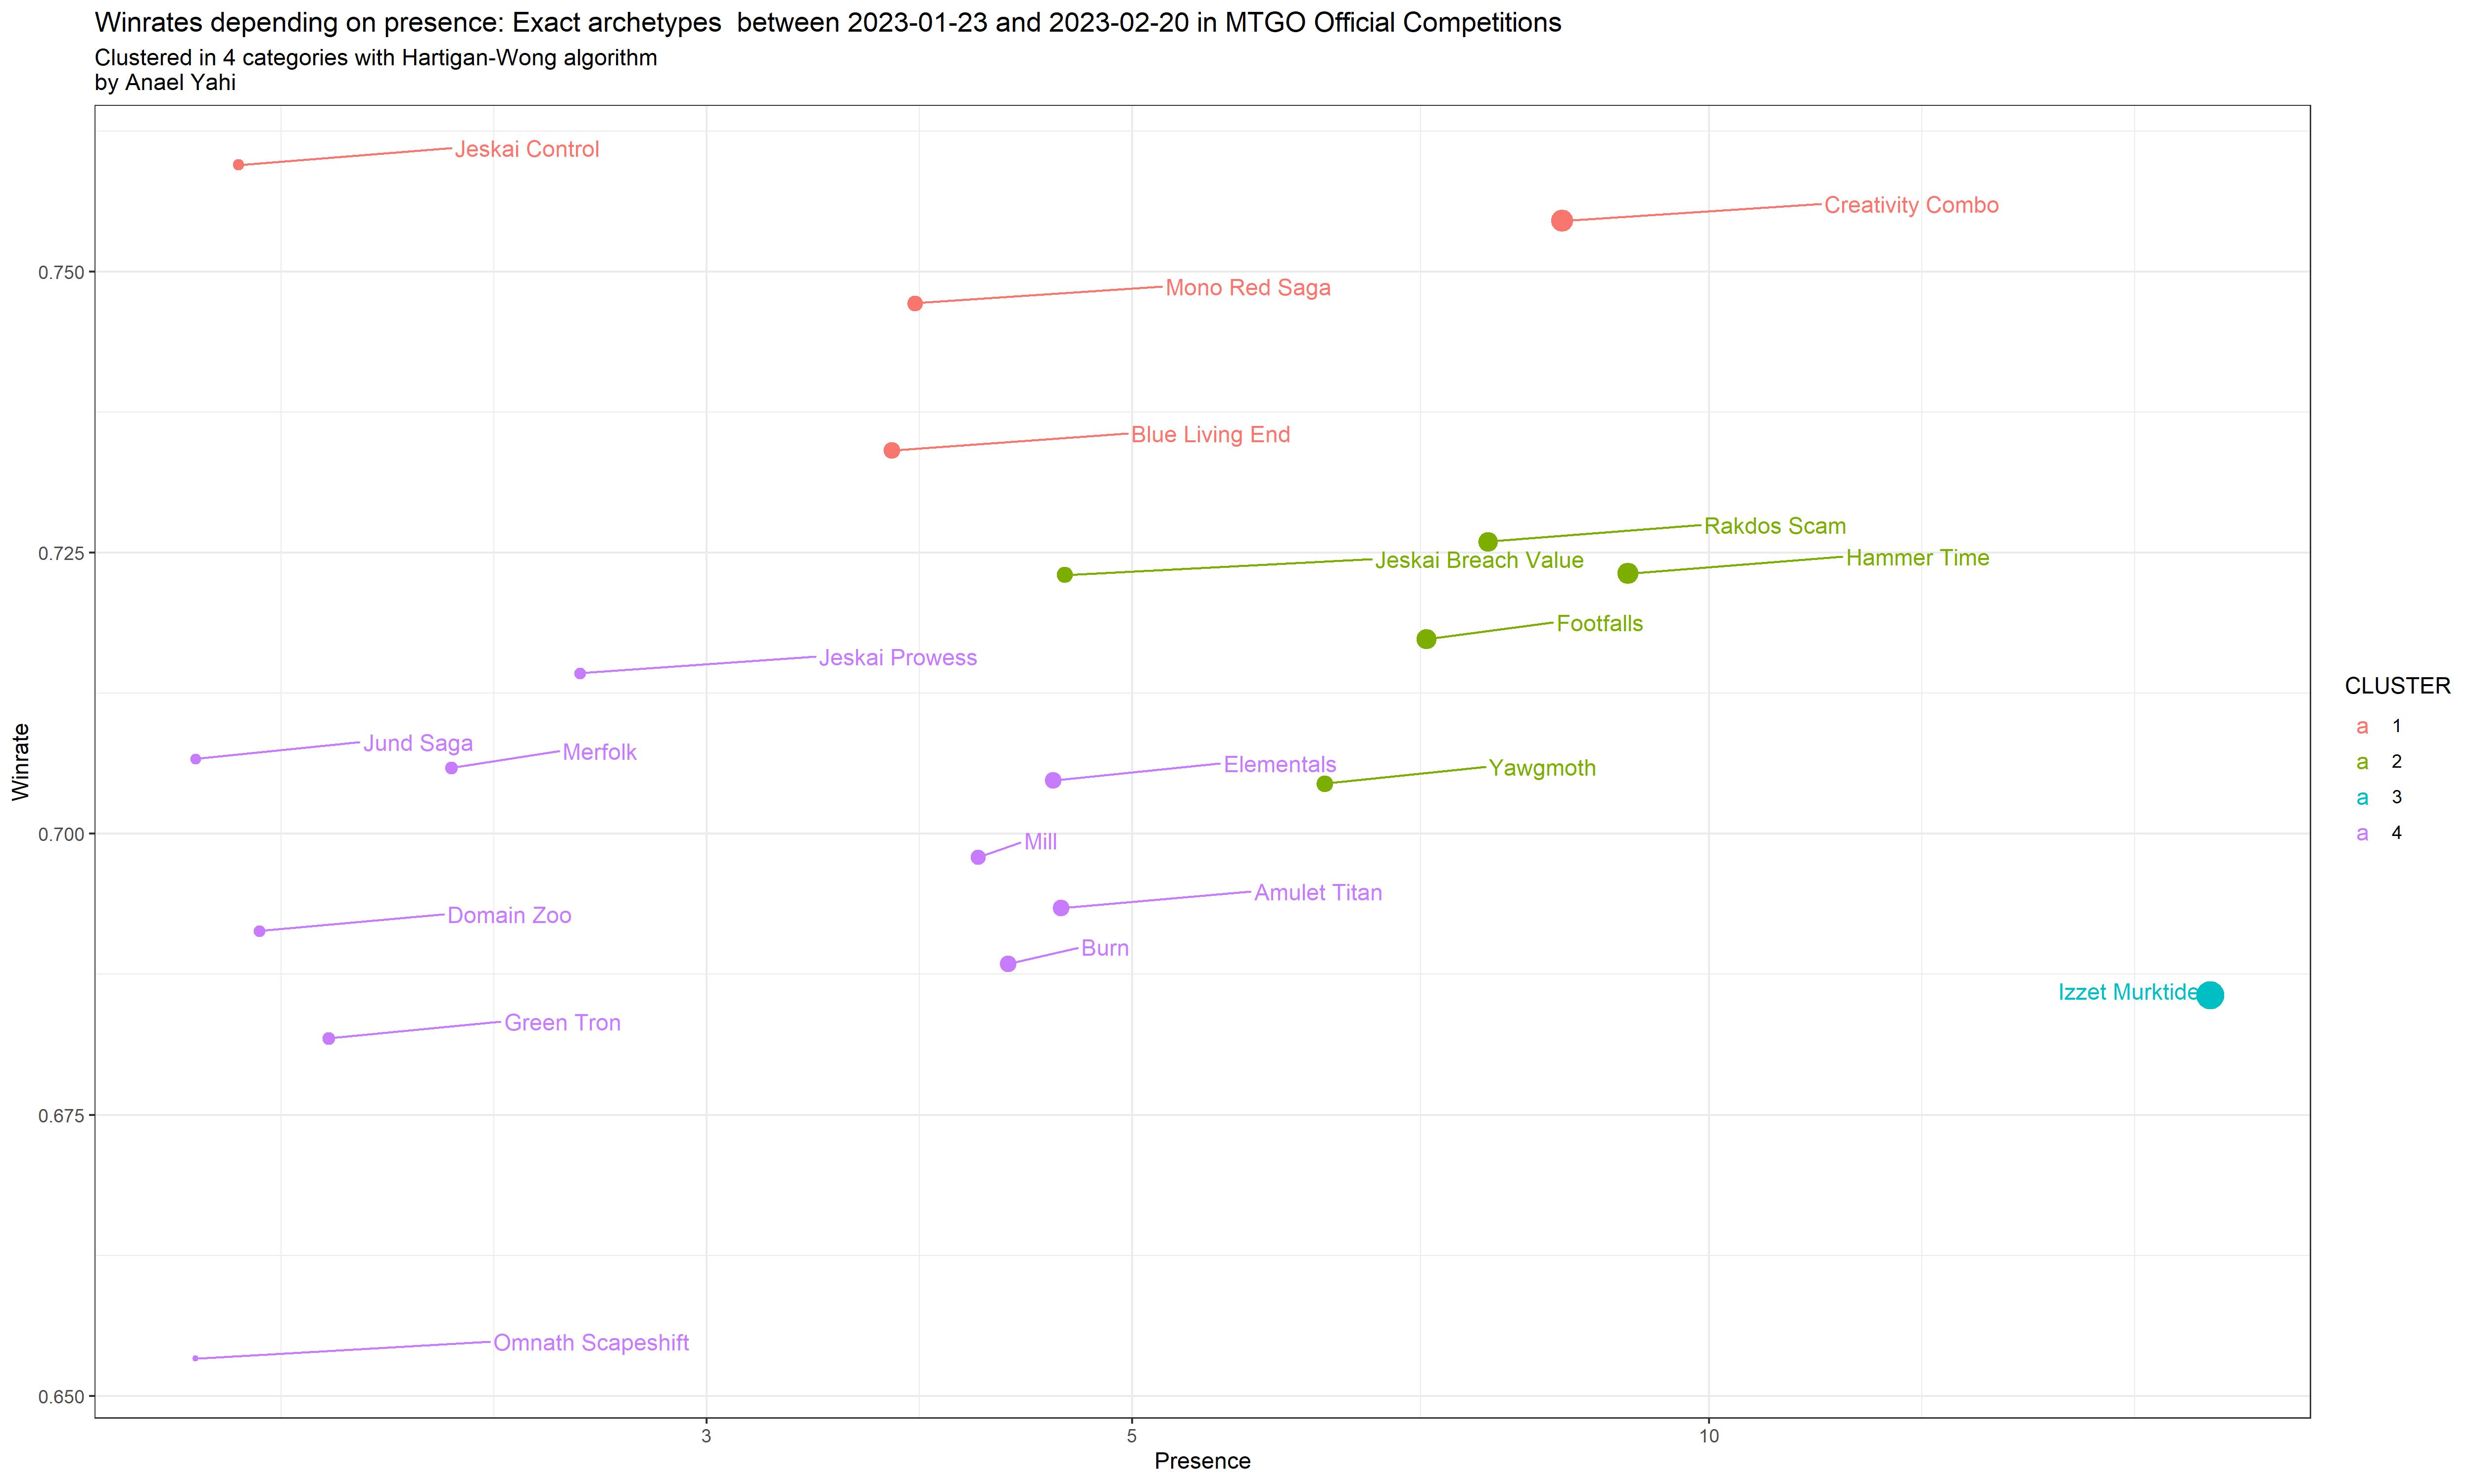 Winrates depending on presence: Exact archetypes  between 2023-01-23 and 2023-02-20 in MTGO Official Competitions
Clustered in 4 categories with Hartigan-Wong algorithm
by Anael Yahi
Jeskai Control
Creativity Combo
0.750
Mono Red Saga
Blue Living End
Rakdos Scam
0.725
Hammer Time
Jeskai Breach Value
Footfalls
Jeskai Prowess
Jund Saga
Merfolk
Elementals
Yawgmoth
Winrate
0.700
Mill
Amulet Titan
Domain Zoo
Burn
Izzet Murktide
Green Tron
0.675
Omnath Scapeshift
0.650
3
5
10
Presence
CLUSTER
a 1
a 2
a 3
a 4